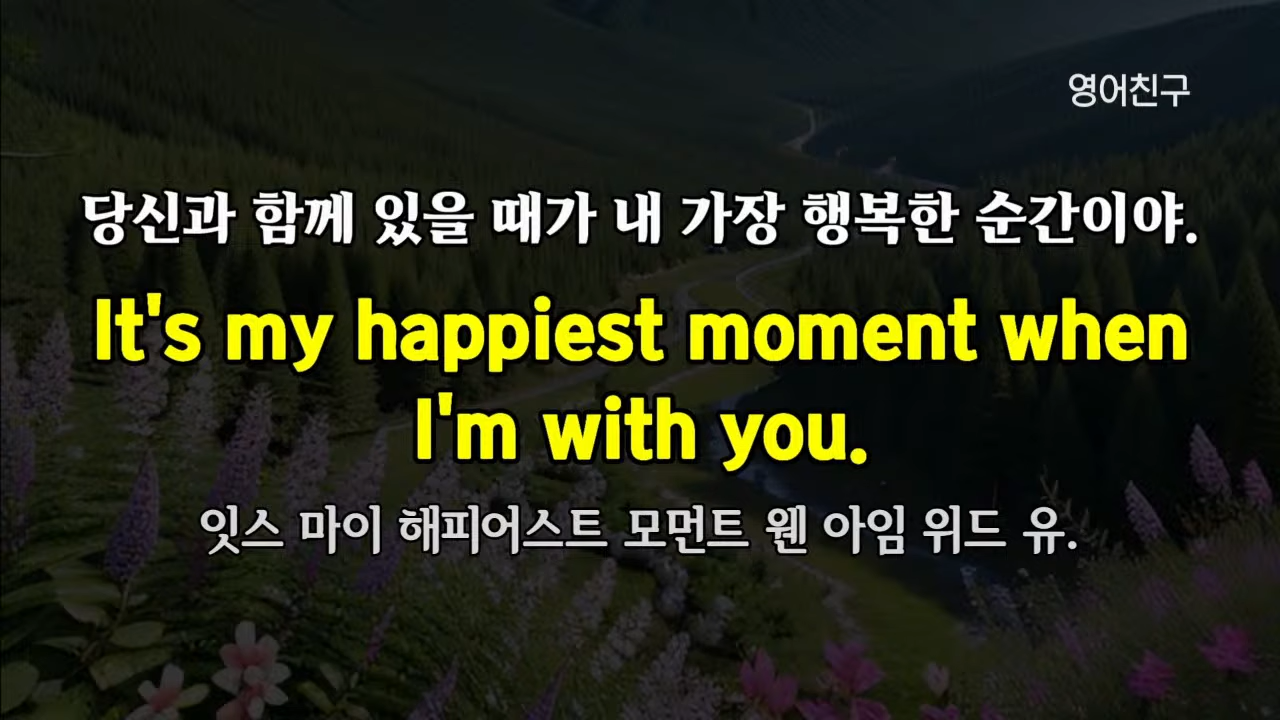 영어친구
당신과 함께 있을 때가 내 가장 행복한 순간이야.
It's my happiest moment when
I'm with you.
잇스 마이 해피어스트 모먼트 웬 아임 위드 유.